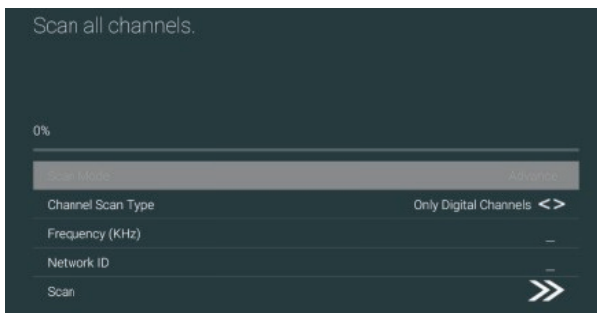 Scan all channels.
0%
Scan Mode Advance
Channel Scan Type Only Digital Channels <>
Frequency (KHz) _
Network ID _
Scan >>